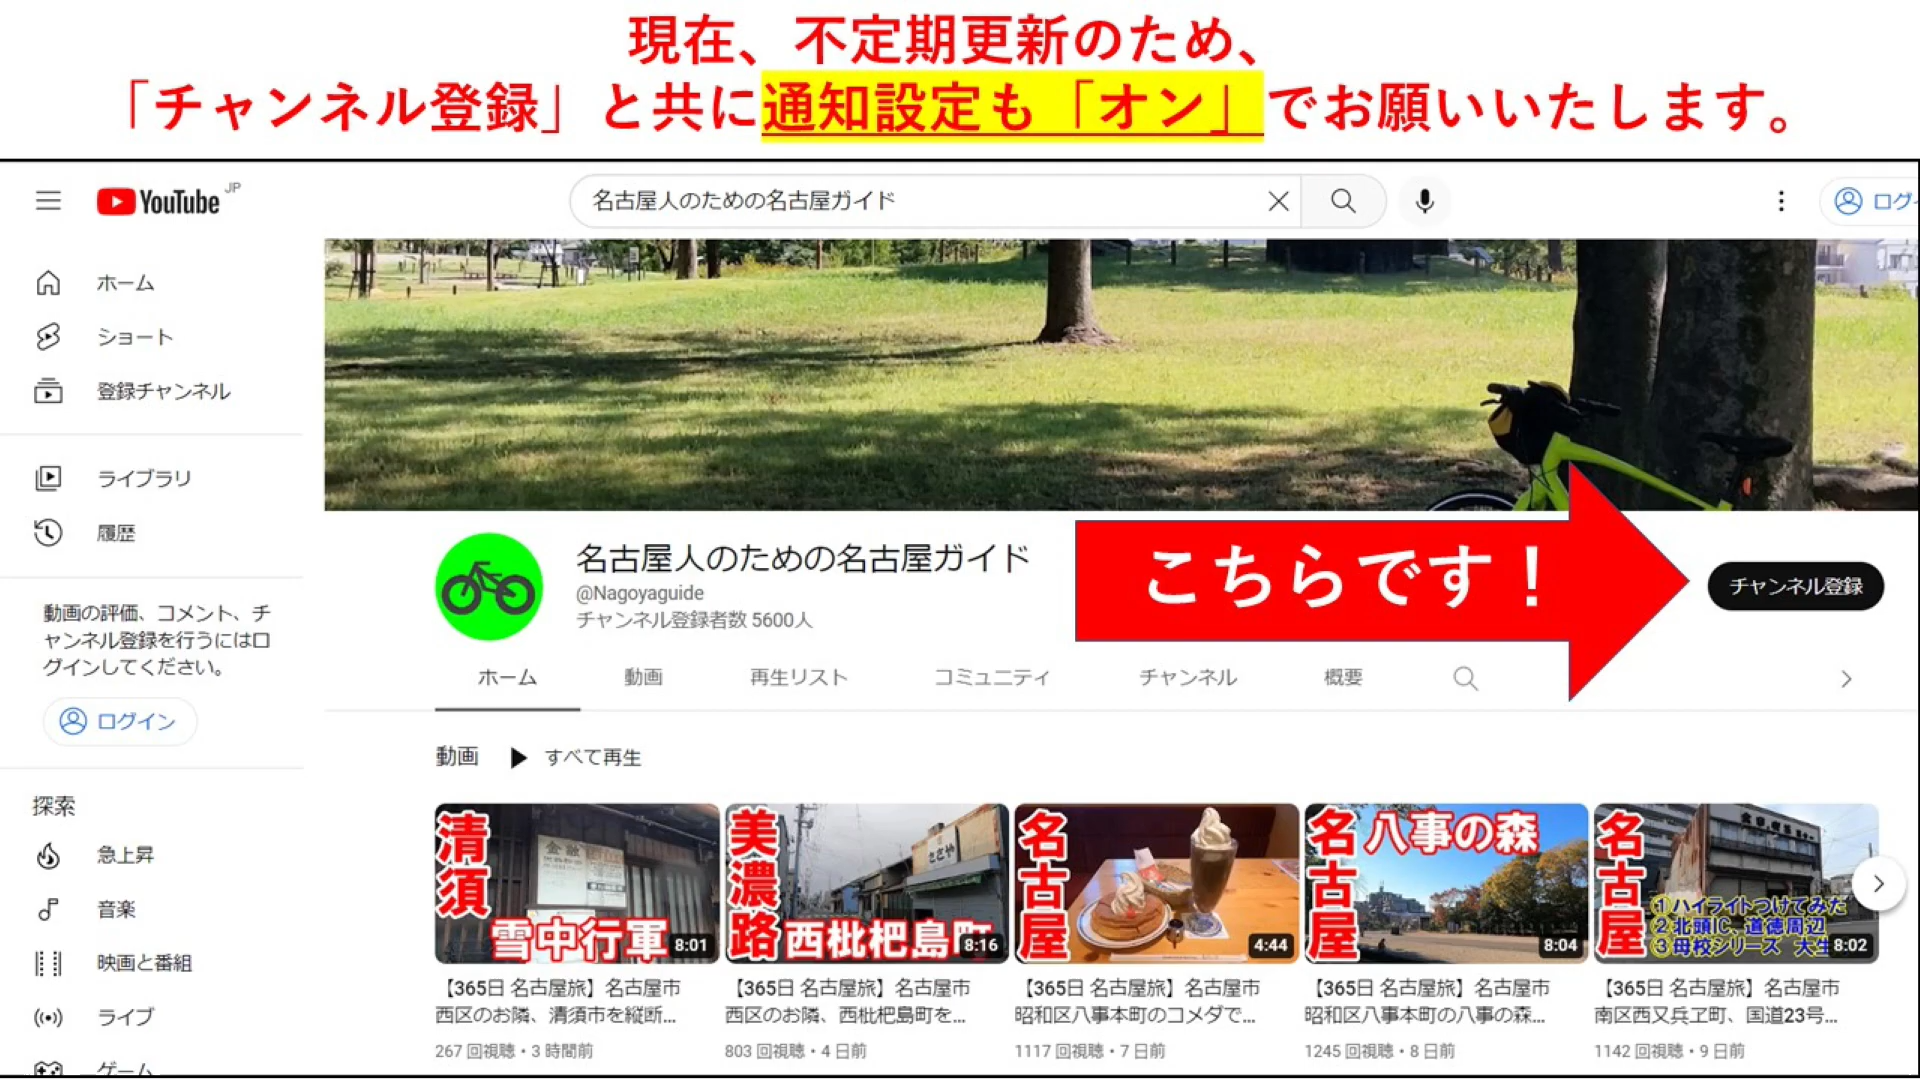 現在、不定期更新のため、
「チャンネル登録」と共に通知設定も「オン」でお願いいたします。
YouTube JP
名古屋人のための名古屋ガイド
ログイ
ホーム
ショート
登録チャンネル
ライブラリ
履歴
動画の評価、コメント、チ
ャンネル登録を行うにはロ
グインしてください。
ログイン
探索
急上昇
音楽
映画と番組
ライブ
ゲーム
名古屋人のための名古屋ガイド
@Nagoyaguide
チャンネル登録者数 5600人
こちらです！
チャンネル登録
ホーム
動画
再生リスト
コミュニティ
チャンネル
概要
動画
すべて再生
清須
金融
雪中行軍
8:01
【365日 名古屋旅】名古屋市
西区のお隣、清須市を縦断...
267 回視聴・3 時間前
美濃路
西枇杷島町
8:16
【365日 名古屋旅】名古屋市
西区のお隣、西枇杷島町を...
803 回視聴・4 日前
名古屋
4:44
【365日 名古屋旅】名古屋市
昭和区八事本町のコメダで...
1117 回視聴・7 日前
名古屋
八事の森
8:04
【365日 名古屋旅】名古屋市
昭和区八事本町の八事の森...
1245 回視聴・8 日前
名古屋
①ハイライトつけてみた
②北頭IC、道徳周辺
③母校シリーズ 大生
8:02
【365日 名古屋旅】名古屋市
南区西又兵ヱ町、国道23号...
1142 回視聴・9 日前